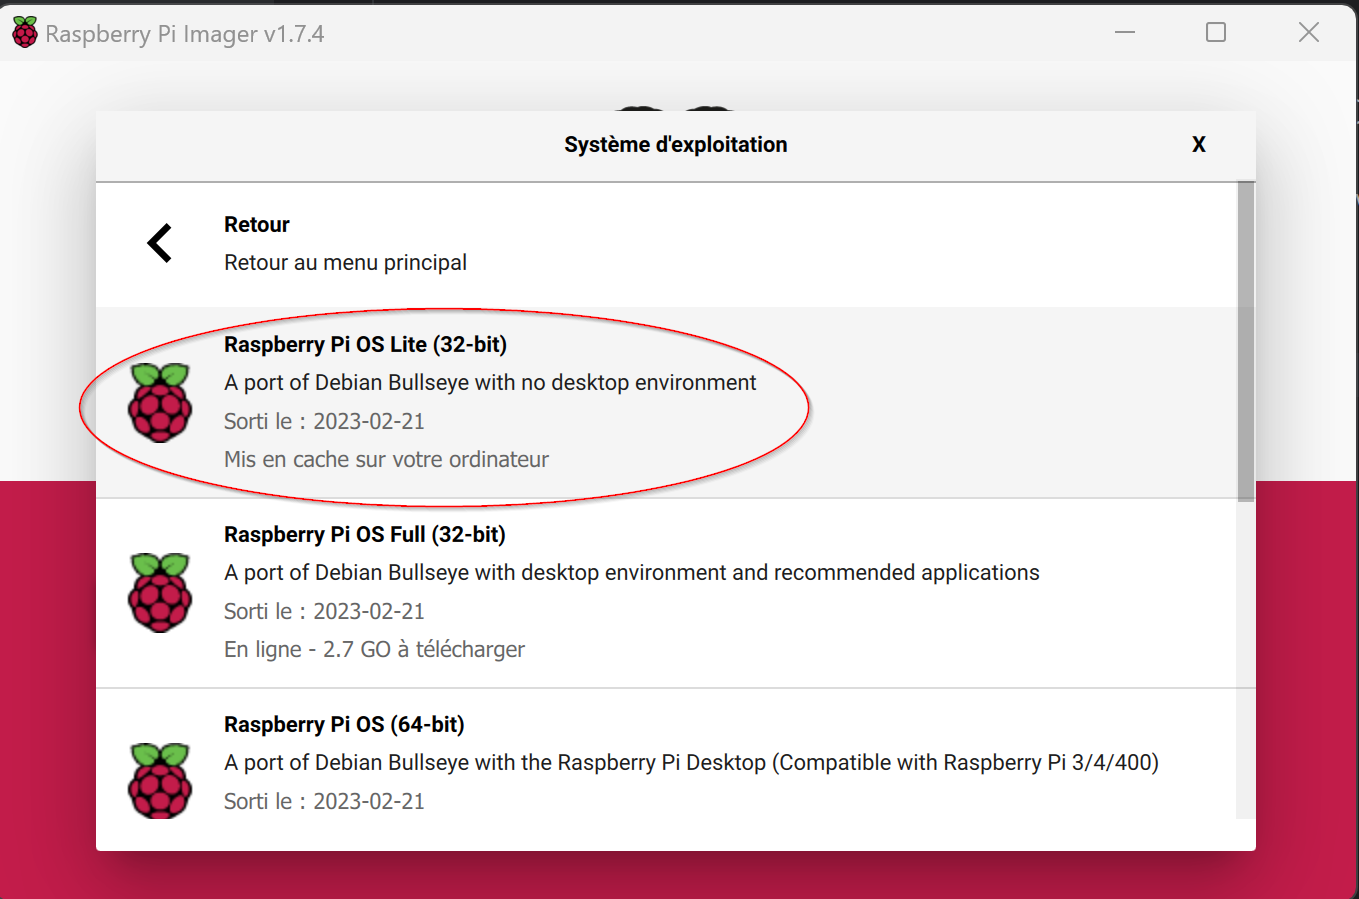 Raspberry Pi Imager v1.7.4
Système d'exploitation
X
Retour
Retour au menu principal
Raspberry Pi OS Lite (32-bit)
A port of Debian Bullseye with no desktop environment
Sorti le : 2023-02-21
Mis en cache sur votre ordinateur
Raspberry Pi OS Full (32-bit)
A port of Debian Bullseye with desktop environment and recommended applications
Sorti le : 2023-02-21
En ligne - 2.7 GO à télécharger
Raspberry Pi OS (64-bit)
A port of Debian Bullseye with the Raspberry Pi Desktop (Compatible with Raspberry Pi 3/4/400)
Sorti le : 2023-02-21